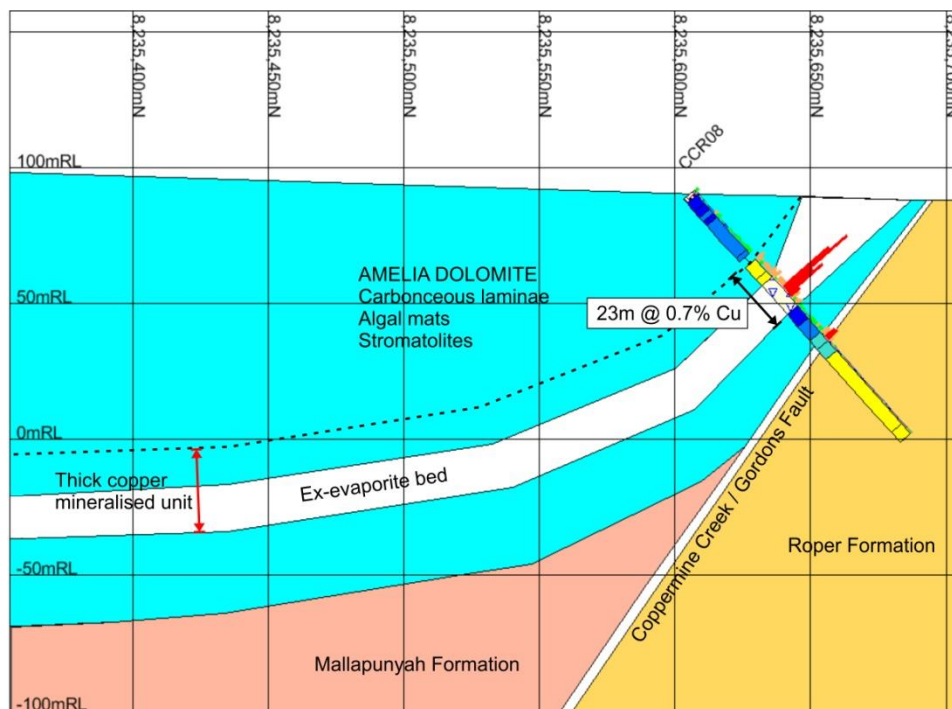 8,235,400mN
8,235,450mN
8,235,500mN
8,235,550mN
8,235,600mN
8,235,650mN
100mRL
CCR08
AMELIA DOLOMITE
Carbonceous laminae
Algal mats
Stromatolites
50mRL
23m @ 0.7% Cu
0mRL
Thick copper
mineralised unit
Ex-evaporite bed
Coppermine Creek / Gordons Fault
Roper Formation
-50mRL
Mallapunyah Formation
-100mRL